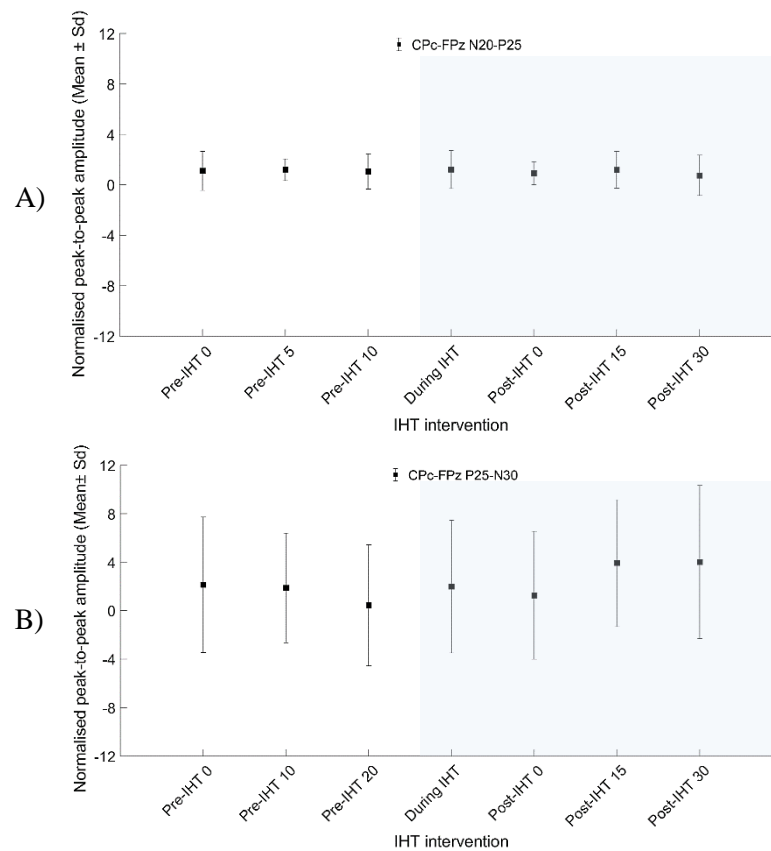 A)
Normalised peak-to-peak amplitude (Mean ± Sd)
12
8
4
0
-4
-8
-12
CPc-FPz N20-P25
Pre-IHT 0
Pre-IHT 5
Pre-IHT 10
During IHT
Post-IHT 0
Post-IHT 15
Post-IHT 30
IHT intervention
B)
Normalised peak-to-peak amplitude (Mean± Sd)
12
8
4
0
-4
-8
-12
CPc-FPz P25-N30
Pre-IHT 0
Pre-IHT 10
Pre-IHT 20
During IHT
Post-IHT 0
Post-IHT 15
Post-IHT 30
IHT intervention